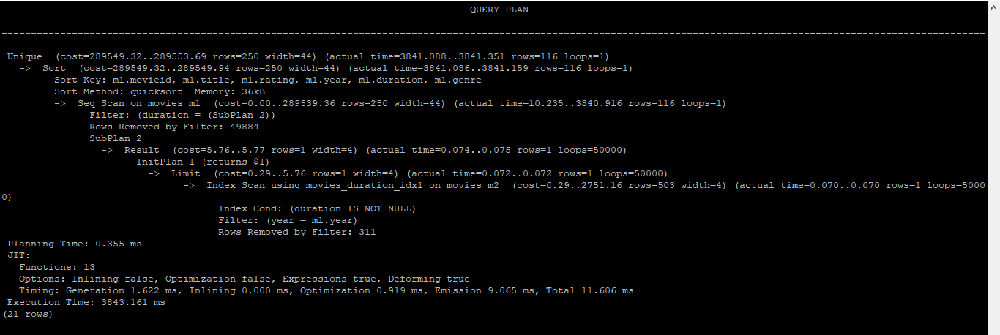 QUERY PLAN
--------------------------------------------------------------------------------------------------------------------------------------------------------------------------
---
Unique  (cost=289549.32..289553.69 rows=250 width=44) (actual time=3841.088..3841.351 rows=116 loops=1)
->  Sort  (cost=289549.32..289549.94 rows=250 width=44) (actual time=3841.086..3841.159 rows=116 loops=1)
Sort Key: m1.movieid, m1.title, m1.rating, m1.year, m1.duration, m1.genre
Sort Method: quicksort  Memory: 36kB
->  Seq Scan on movies m1  (cost=0.00..289539.36 rows=250 width=44) (actual time=10.235..3840.916 rows=116 loops=1)
Filter: (duration = (SubPlan 2))
Rows Removed by Filter: 49884
SubPlan 2
->  Result  (cost=5.76..5.77 rows=1 width=4) (actual time=0.074..0.075 rows=1 loops=50000)
InitPlan 1 (returns $1)
->  Limit  (cost=0.29..5.76 rows=1 width=4) (actual time=0.072..0.072 rows=1 loops=50000)
->  Index Scan using movies_duration_idx1 on movies m2  (cost=0.29..2751.16 rows=503 width=4) (actual time=0.070..0.070 rows=1 loops=5000
0)
Index Cond: (duration IS NOT NULL)
Filter: (year = m1.year)
Rows Removed by Filter: 311
Planning Time: 0.355 ms
JIT:
Functions: 13
Options: Inlining false, Optimization false, Expressions true, Deforming true
Timing: Generation 1.622 ms, Inlining 0.000 ms, Optimization 0.919 ms, Emission 9.065 ms, Total 11.606 ms
Execution Time: 3843.161 ms
(21 rows)